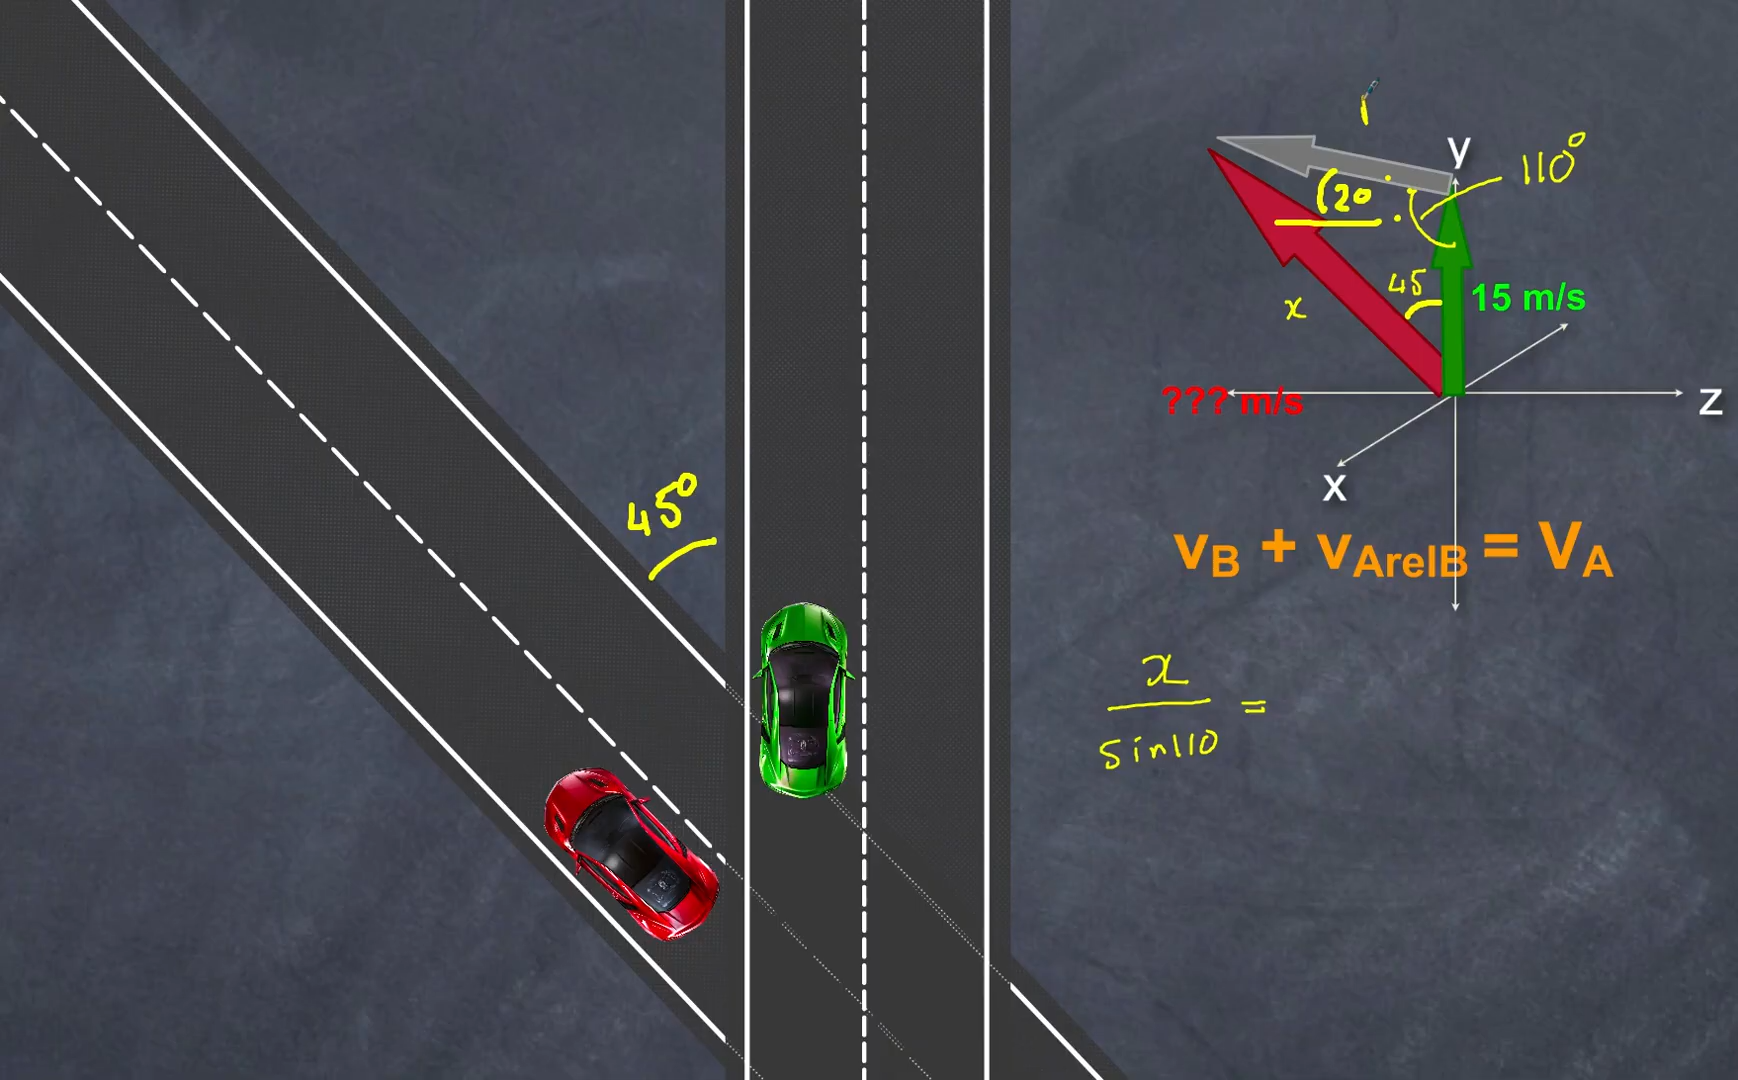 y
110°
(20
45
15 m/s
x
??? m/s
z
x
45°
vB + vArelB = VA
x
sin110
=